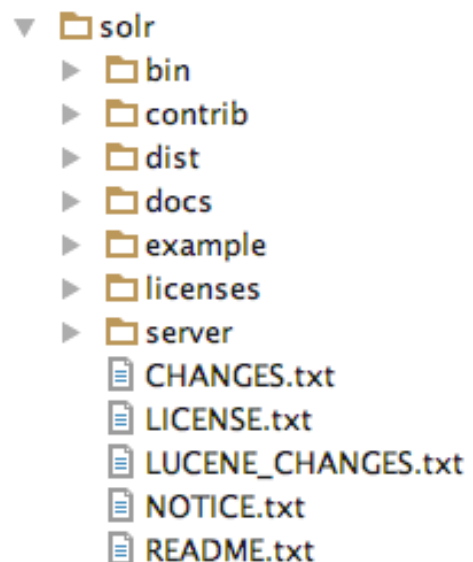 solr
bin
contrib
dist
docs
example
licenses
server
CHANGES.txt
LICENSE.txt
LUCENE_CHANGES.txt
NOTICE.txt
README.txt